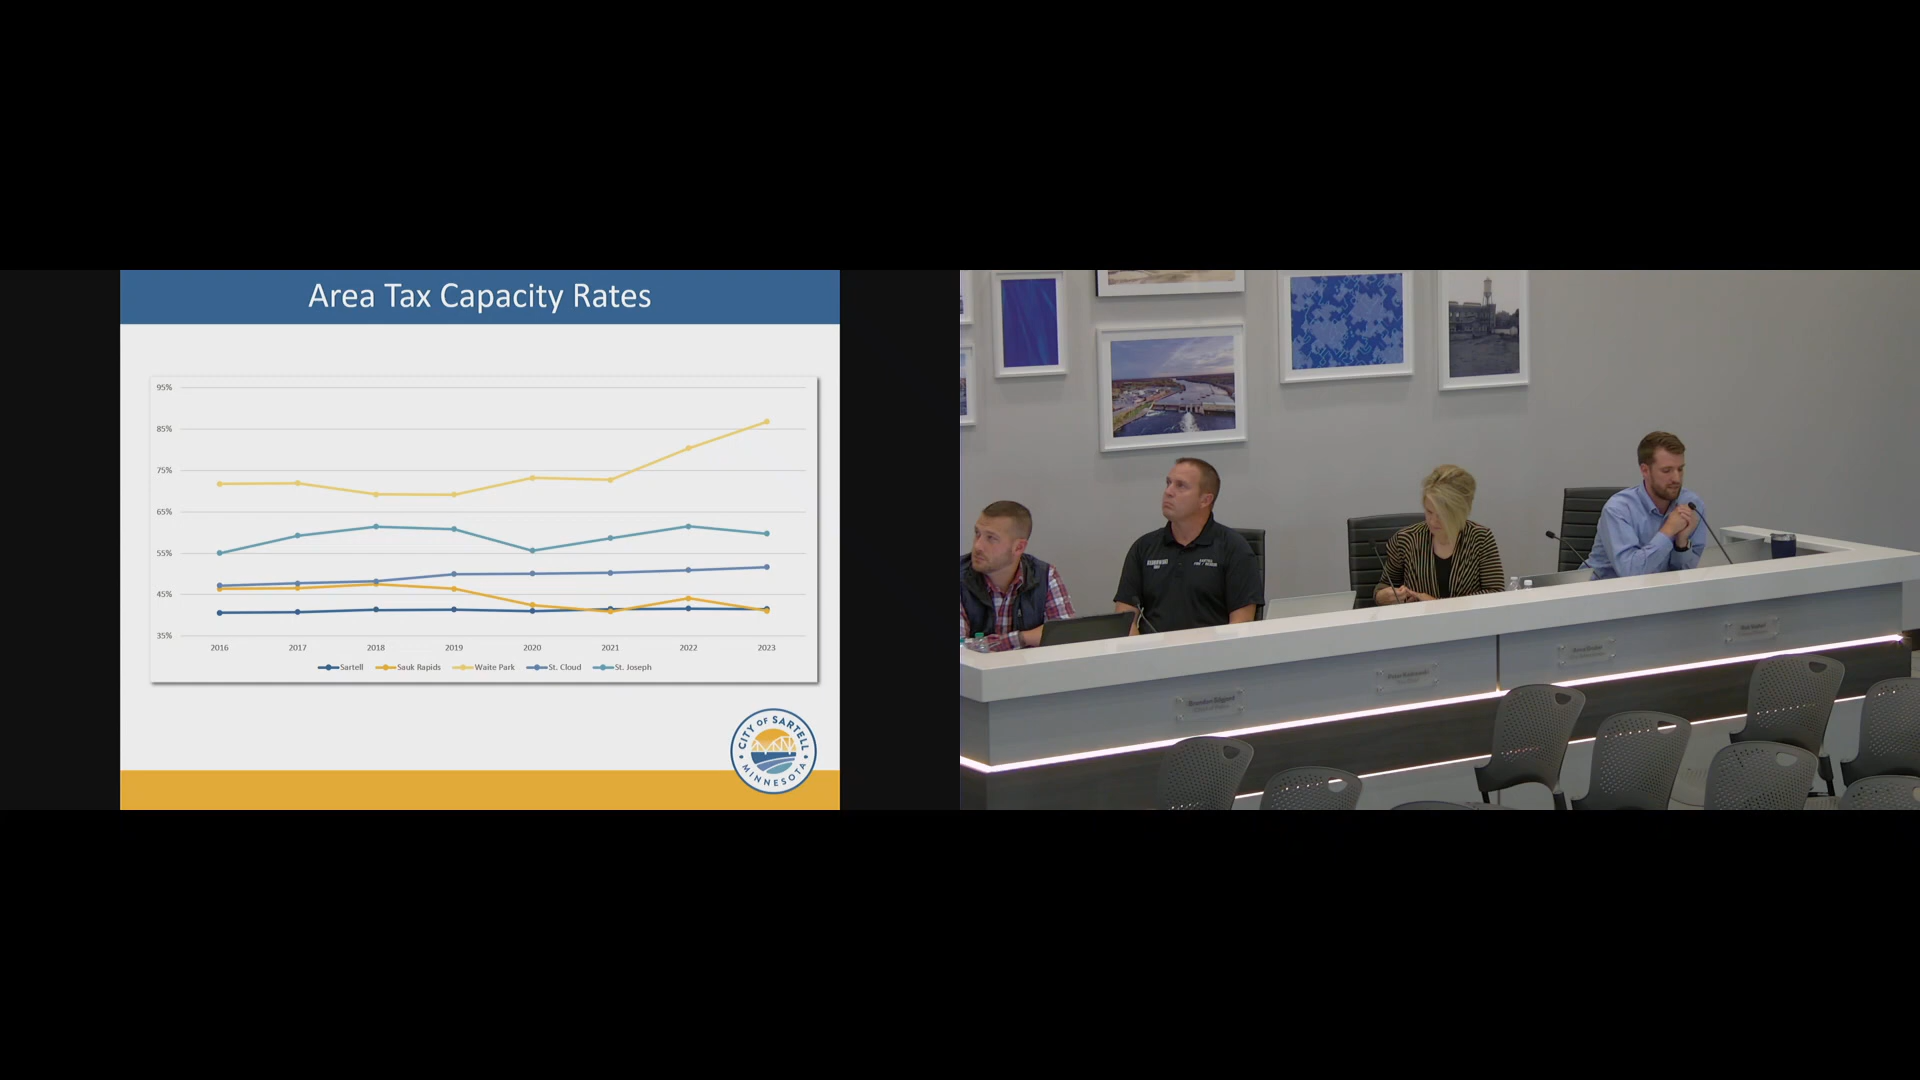 Area Tax Capacity Rates
95%
85%
75%
65%
55%
45%
35%
2016 2017 2018 2019 2020 2021 2022 2023
Sartell Sauk Rapids Waite Park St. Cloud St. Joseph
CITY OF SARTELL
MINNESOTA